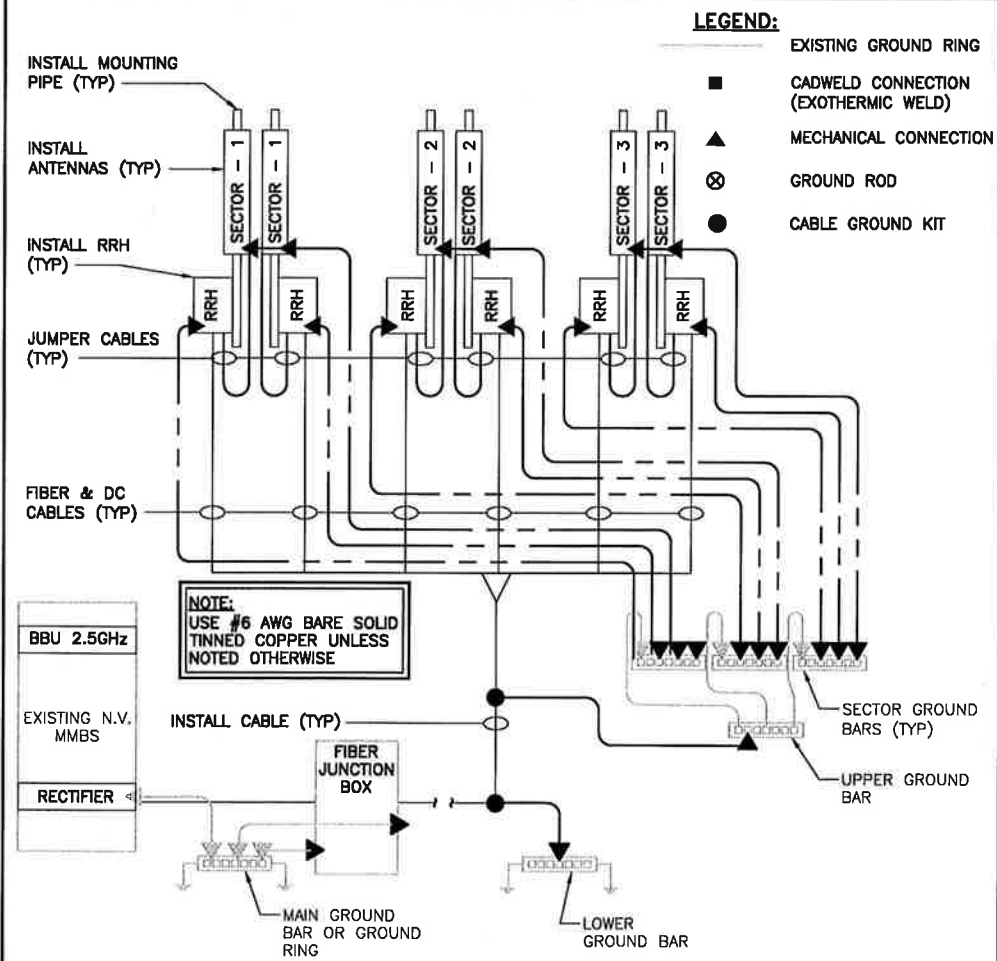 LEGEND:
EXISTING GROUND RING
CADWELD CONNECTION
(EXOTHERMIC WELD)
MECHANICAL CONNECTION
GROUND ROD
CABLE GROUND KIT
INSTALL MOUNTING
PIPE (TYP)
INSTALL
ANTENNAS (TYP)
INSTALL RRH
(TYP)
JUMPER CABLES
(TYP)
FIBER & DC
CABLES (TYP)
SECTOR - 1
SECTOR - 1
SECTOR - 2
SECTOR - 2
SECTOR - 3
SECTOR - 3
RRH
RRH
RRH
RRH
RRH
RRH
NOTE:
USE #6 AWG BARE SOLID
TINNED COPPER UNLESS
NOTED OTHERWISE
BBU 2.5GHz
EXISTING N.V.
MMBS
RECTIFIER
INSTALL CABLE (TYP)
FIBER
JUNCTION
BOX
SECTOR GROUND
BARS (TYP)
UPPER GROUND
BAR
MAIN GROUND
BAR OR GROUND
RING
LOWER
GROUND BAR